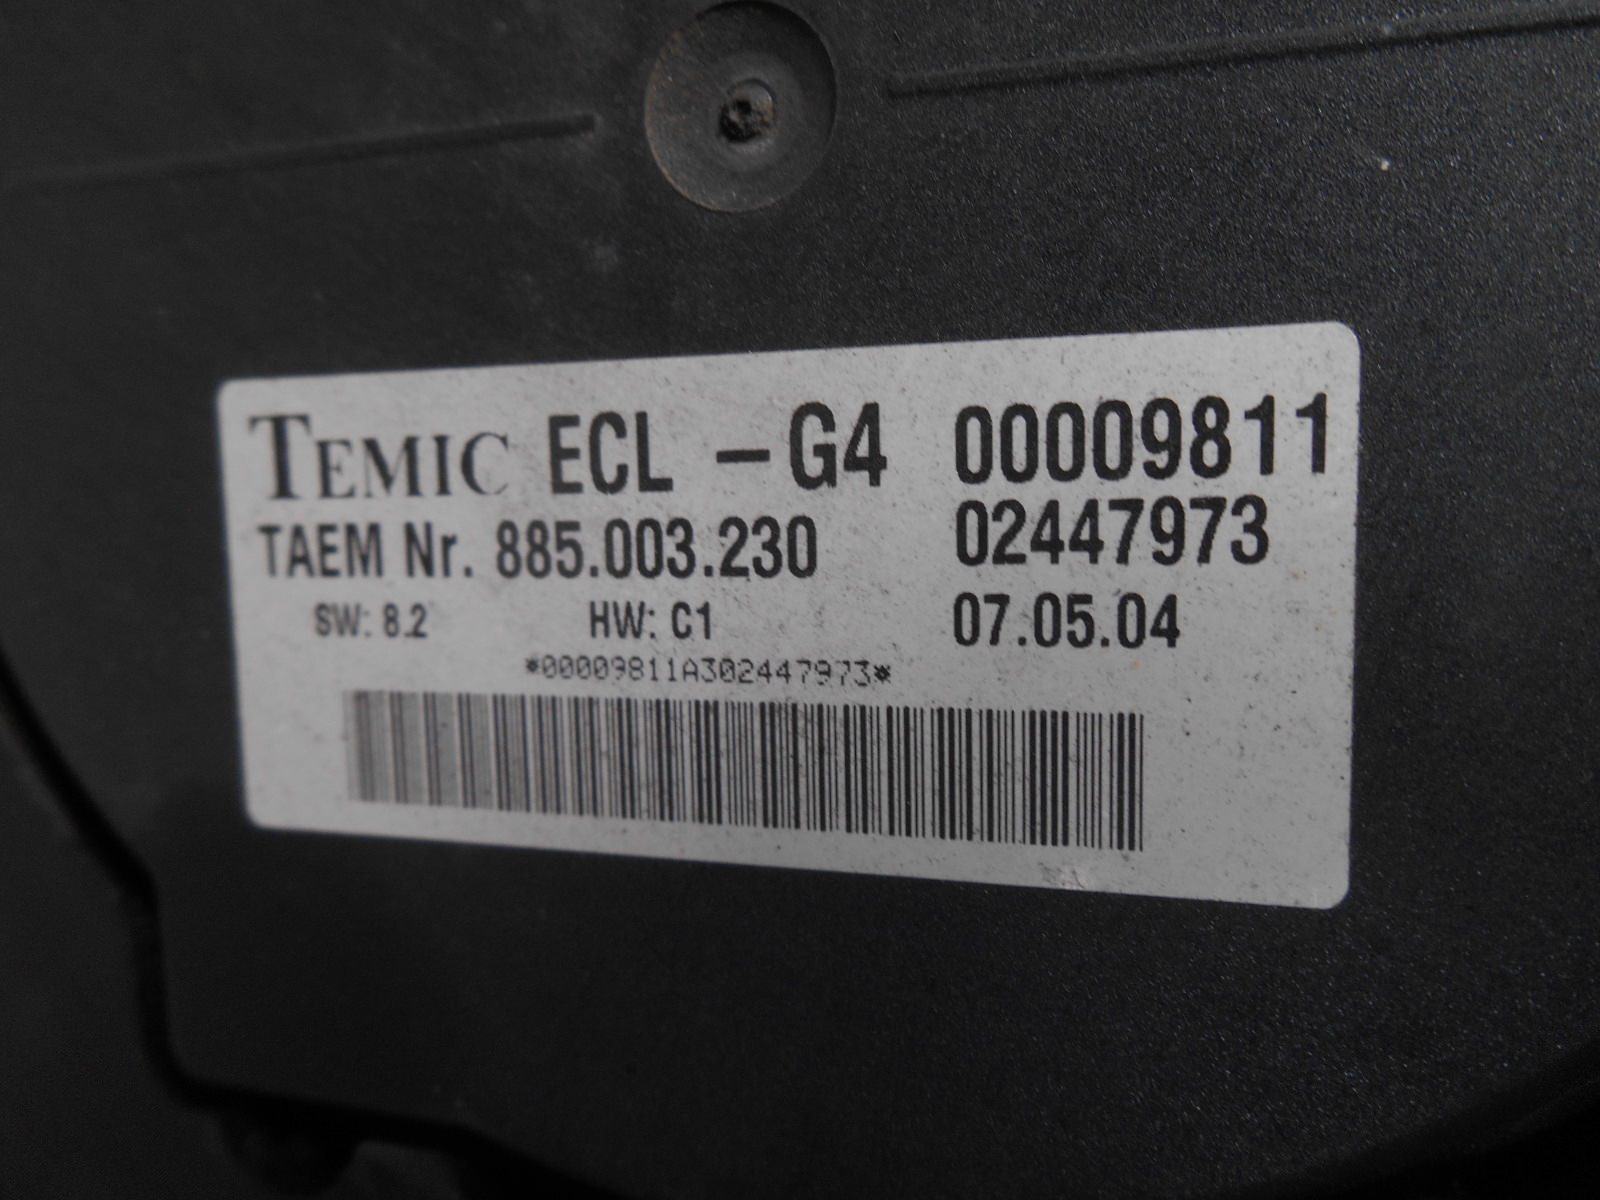 TEMIC ECL -G4 00009811
TAEM Nr. 885.003.230 02447973
SW: 8.2 HW: C1 07.05.04
*00009811A302447973*